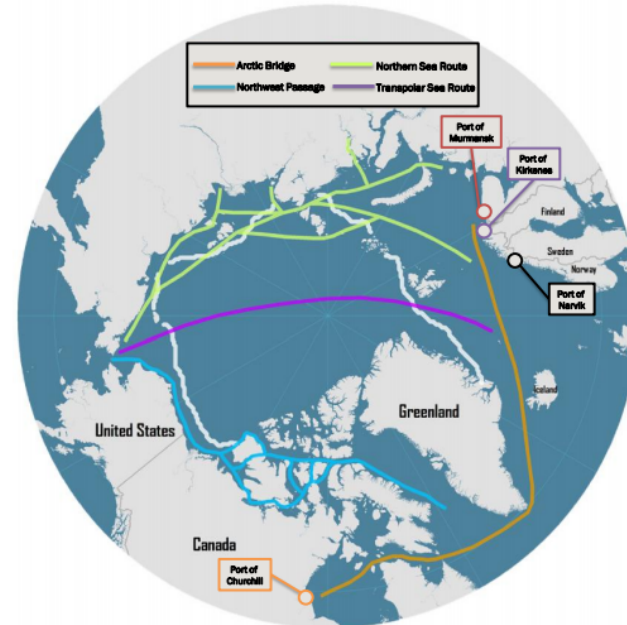 Arctic Bridge
Northern Sea Route
Northwest Passage
Transpolar Sea Route
Port of
Murmansk
Port of
Kirkenes
Finland
Sweden
Norway
Port of
Narvik
Iceland
Greenland
United States
Canada
Port of
Churchill